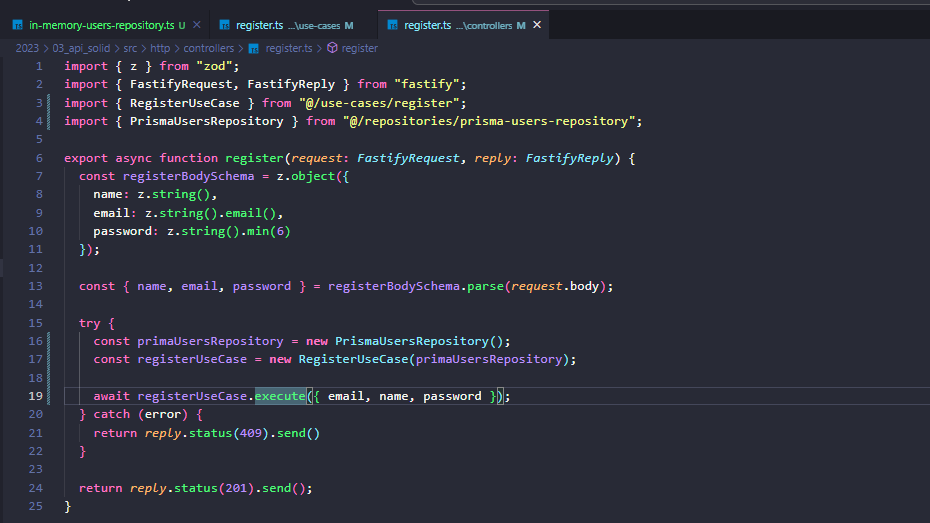 in-memory-users-repository.ts U register.ts ...\use-cases M register.ts ...\controllers M
2023 > 03_api_solid > src > http > controllers > register.ts > register
1 import { z } from "zod";
2 import { FastifyRequest, FastifyReply } from "fastify";
3 import { RegisterUseCase } from "@/use-cases/register";
4 import { PrismaUsersRepository } from "@/repositories/prisma-users-repository";
5
6 export async function register(request: FastifyRequest, reply: FastifyReply) {
7 const registerBodySchema = z.object({
8 name: z.string(),
9 email: z.string().email(),
10 password: z.string().min(6)
11 });
12
13 const { name, email, password } = registerBodySchema.parse(request.body);
14
15 try {
16 const primaUsersRepository = new PrismaUsersRepository();
17 const registerUseCase = new RegisterUseCase(primaUsersRepository);
18
19 await registerUseCase.execute({ email, name, password });
20 } catch (error) {
21 return reply.status(409).send()
22 }
23
24 return reply.status(201).send();
25 }